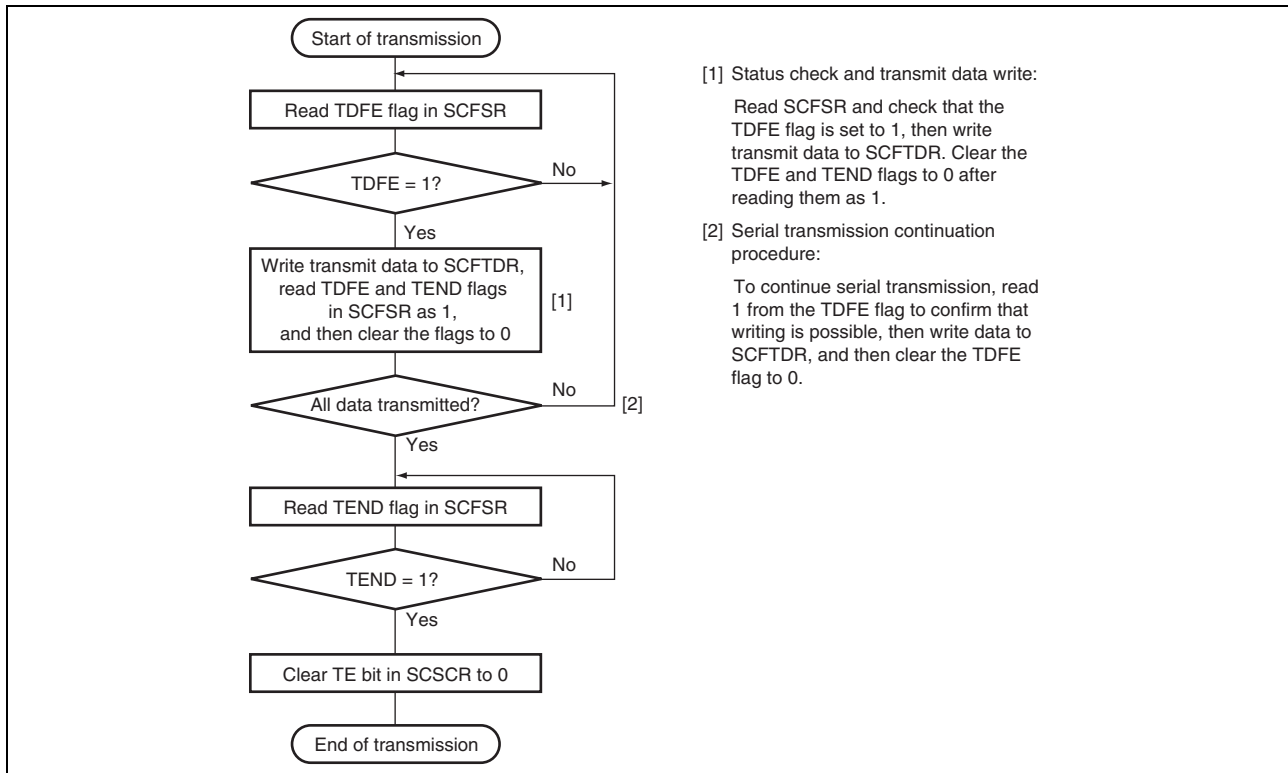 Start of transmission
Read TDFE flag in SCFSR
TDFE = 1?
No
Yes
Write transmit data to SCFTDR,
read TDFE and TEND flags
in SCFSR as 1,
and then clear the flags to 0
[1]
All data transmitted?
No
[2]
Yes
Read TEND flag in SCFSR
TEND = 1?
No
Yes
Clear TE bit in SCSCR to 0
End of transmission
[1] Status check and transmit data write:
Read SCFSR and check that the
TDFE flag is set to 1, then write
transmit data to SCFTDR. Clear the
TDFE and TEND flags to 0 after
reading them as 1.
[2] Serial transmission continuation
procedure:
To continue serial transmission, read
1 from the TDFE flag to confirm that
writing is possible, then write data to
SCFTDR, and then clear the TDFE
flag to 0.